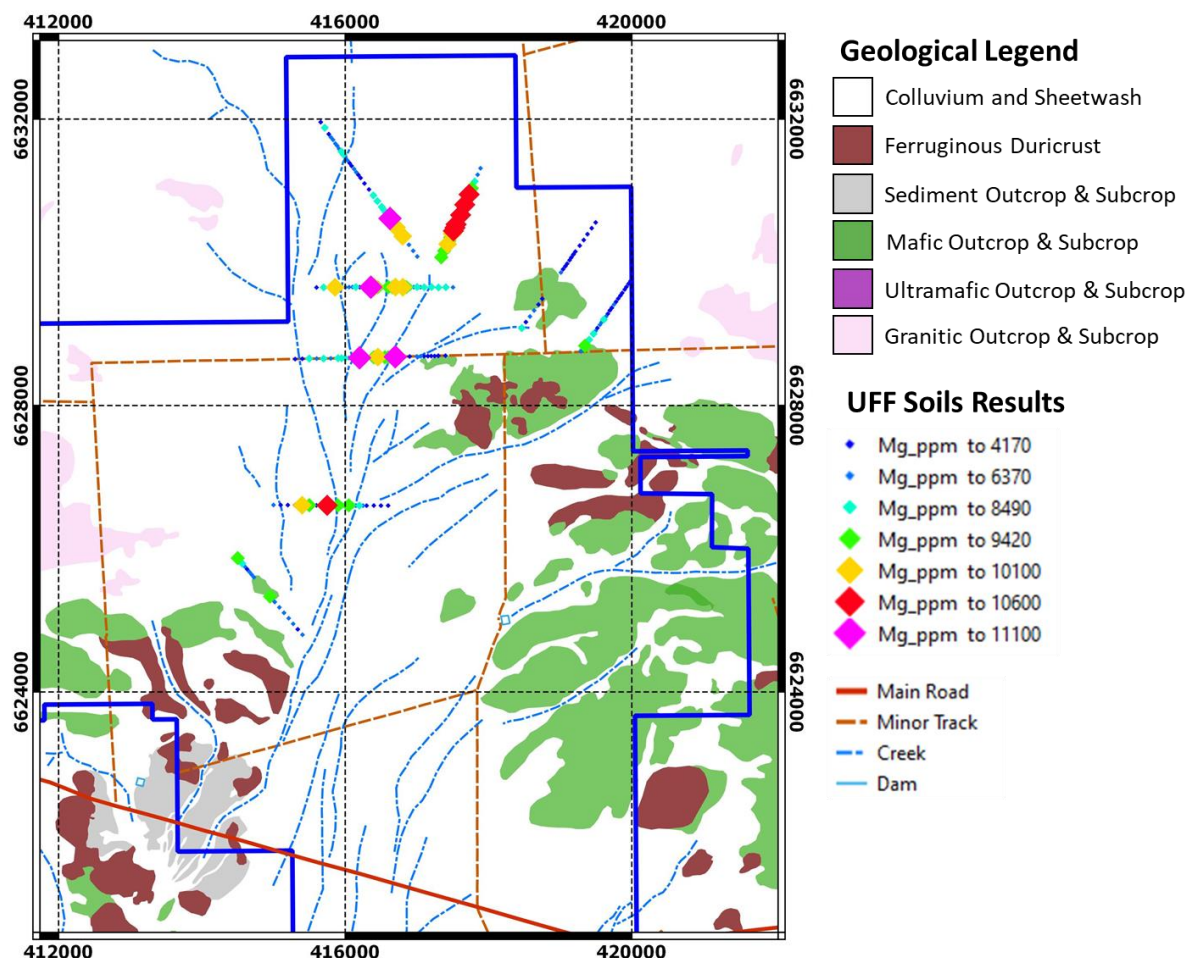 412000
416000
420000
6632000
6632000
6628000
6628000
6624000
6624000
412000
416000
420000
Geological Legend
Colluvium and Sheetwash
Ferruginous Duricrust
Sediment Outcrop & Subcrop
Mafic Outcrop & Subcrop
Ultramafic Outcrop & Subcrop
Granitic Outcrop & Subcrop
UFF Soils Results
Mg_ppm to 4170
Mg_ppm to 6370
Mg_ppm to 8490
Mg_ppm to 9420
Mg_ppm to 10100
Mg_ppm to 10600
Mg_ppm to 11100
Main Road
Minor Track
Creek
Dam